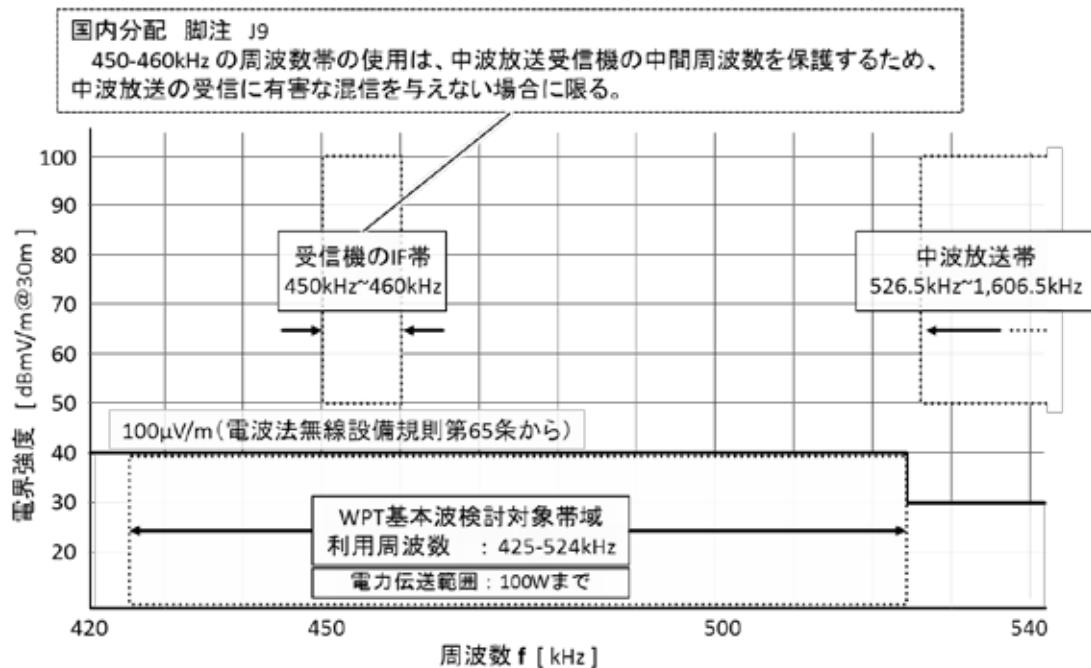 国内分配 脚注 J9
450-460kHz の周波数帯の使用は、中波放送受信機の中間周波数を保護するため、
中波放送の受信に有害な混信を与えない場合に限る。
電界強度 [ dBmV/m@30m ]
100
90
80
70
60
50
40
30
20
受信機のIF帯
450kHz~460kHz
中波放送帯
526.5kHz~1,606.5kHz
100μV/m(電波法無線設備規則第65条から)
WPT基本波検討対象帯域
利用周波数 : 425-524kHz
電力伝送範囲:100Wまで
420 450 500 540
周波数 f [ kHz ]